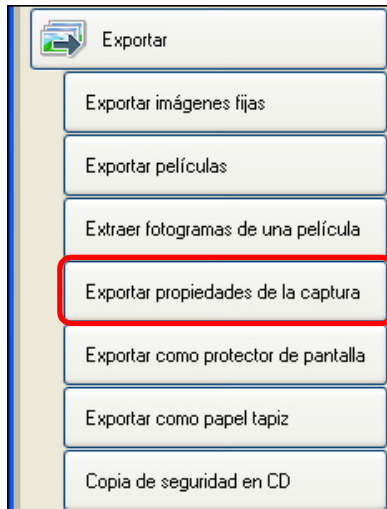 Exportar
Exportar imágenes fijas
Exportar películas
Extraer fotogramas de una película
Exportar propiedades de la captura
Exportar como protector de pantalla
Exportar como papel tapiz
Copia de seguridad en CD